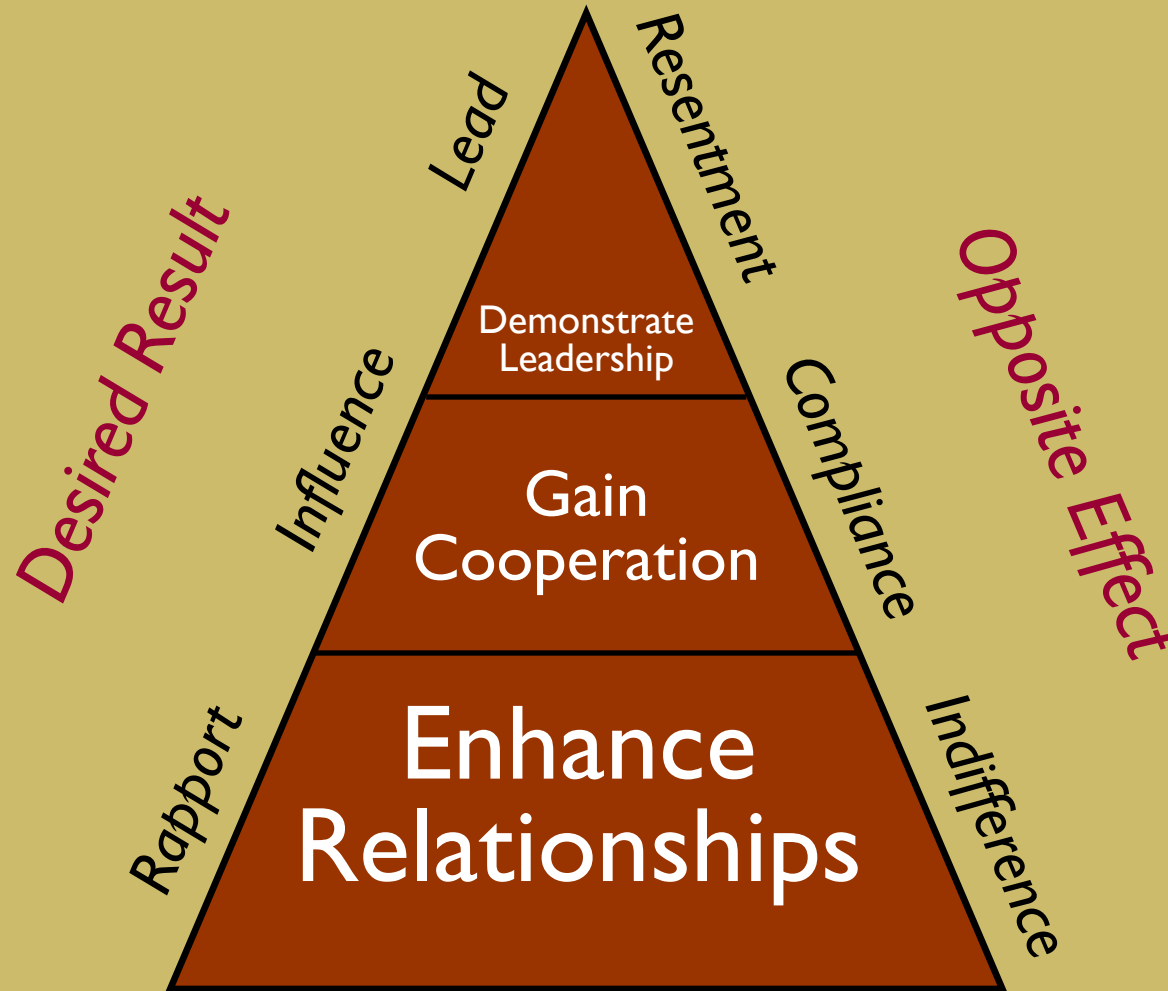 Desired Result
Lead
Influence
Rapport
Demonstrate
Leadership
Gain
Cooperation
Enhance
Relationships
Resentment
Compliance
Indifference
Opposite Effect